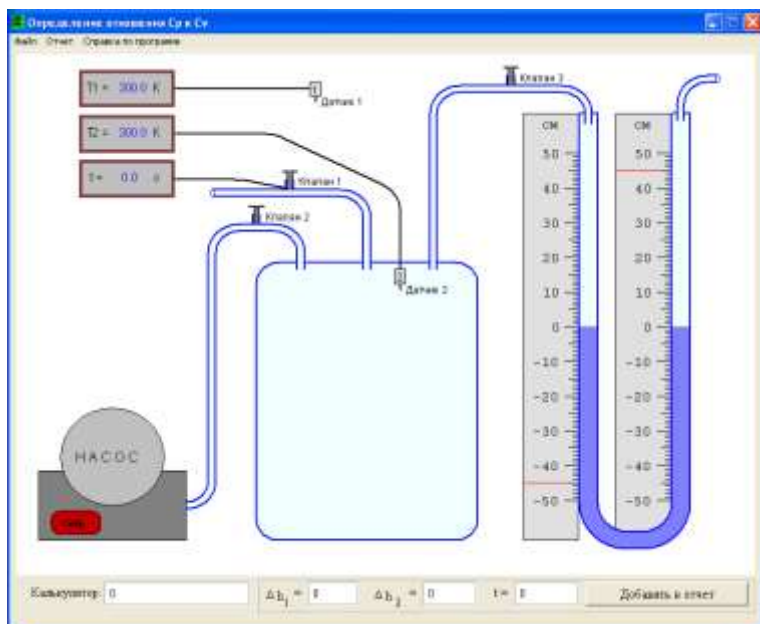 Определение отношения Cp к Cv
Файл Отчет Справка по программе
T1 = 300.0 K
Датчик 1
T2 = 300.0 K
t = 0.0 с
Клапан 1
Клапан 2
Клапан 3
Датчик 2
НАСОС
СМ
50
40
30
20
10
0
-10
-20
-30
-40
-50
СМ
50
40
30
20
10
0
-10
-20
-30
-40
-50
Калькулятор 0
Δh1 = 0
Δh2 = 0
t = 0
Добавить в отчет